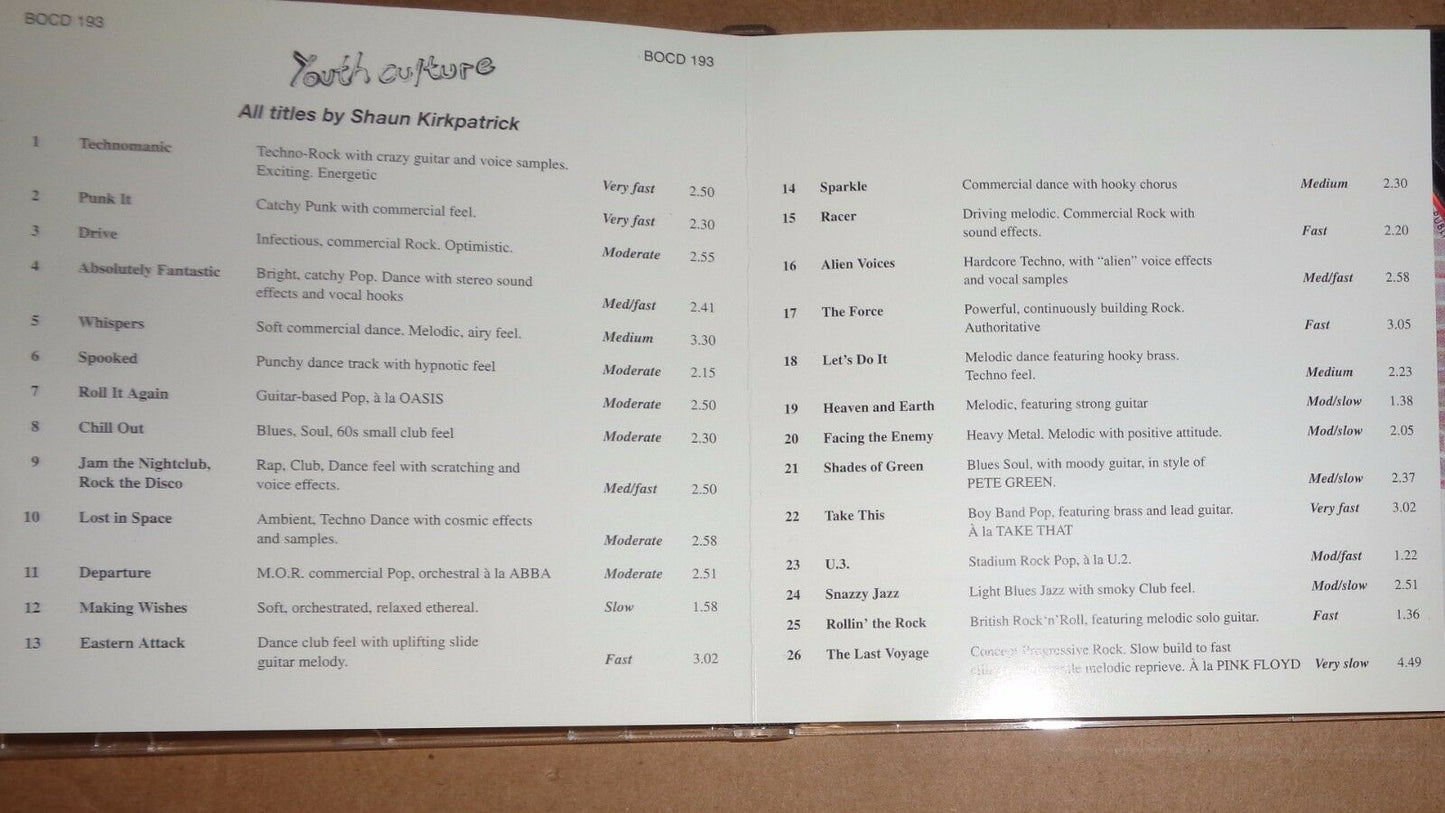 BOCD 193
Youth culture
BOCD 193
All titles by Shaun Kirkpatrick
1 Technomanic Techno-Rock with crazy guitar and voice samples.
Exciting. Energetic Very fast 2.50
2 Punk It Catchy Punk with commercial feel. Very fast 2.30
3 Drive Infectious, commercial Rock. Optimistic. Moderate 2.55
4 Absolutely Fantastic Bright, catchy Pop. Dance with stereo sound
effects and vocal hooks Med/fast 2.41
5 Whispers Soft commercial dance. Melodic, airy feel. Medium 3.30
6 Spooked Punchy dance track with hypnotic feel Moderate 2.15
7 Roll It Again Guitar-based Pop, à la OASIS Moderate 2.50
8 Chill Out Blues, Soul, 60s small club feel Moderate 2.30
9 Jam the Nightclub, Rap, Club, Dance feel with scratching and
Rock the Disco voice effects. Med/fast 2.50
10 Lost in Space Ambient, Techno Dance with cosmic effects
and samples. Moderate 2.58
11 Departure M.O.R. commercial Pop, orchestral à la ABBA Moderate 2.51
12 Making Wishes Soft, orchestrated, relaxed ethereal. Slow 1.58
13 Eastern Attack Dance club feel with uplifting slide
guitar melody. Fast 3.02
14 Sparkle Commercial dance with hooky chorus Medium 2.30
15 Racer Driving melodic. Commercial Rock with
sound effects. Fast 2.20
16 Alien Voices Hardcore Techno, with “alien” voice effects
and vocal samples Med/fast 2.58
17 The Force Powerful, continuously building Rock.
Authoritative Fast 3.05
18 Let's Do It Melodic dance featuring hooky brass.
Techno feel. Medium 2.23
19 Heaven and Earth Melodic, featuring strong guitar Mod/slow 1.38
20 Facing the Enemy Heavy Metal. Melodic with positive attitude. Mod/slow 2.05
21 Shades of Green Blues Soul, with moody guitar, in style of
PETE GREEN. Med/slow 2.37
22 Take This Boy Band Pop, featuring brass and lead guitar. Very fast 3.02
À la TAKE THAT
23 U.3. Stadium Rock Pop, à la U.2. Mod/fast 1.22
24 Snazzy Jazz Light Blues Jazz with smoky Club feel. Mod/slow 2.51
25 Rollin' the Rock British Rock‘n’Roll, featuring melodic solo guitar. Fast 1.36
26 The Last Voyage Concept Progressive Rock. Slow build to fast
melodic reprieve. À la PINK FLOYD Very slow 4.49